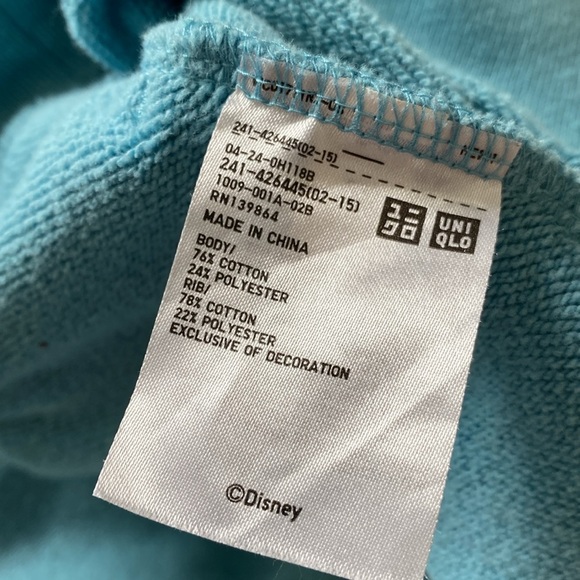 241-426445(02-15)
04-24-0H118B
241-426445(02-15)
1009-001A-02B
RN139864
MADE IN CHINA
ユニ
クロ
UNI
QLO
BODY/
76% COTTON
24% POLYESTER
RIB/
78% COTTON
22% POLYESTER
EXCLUSIVE OF DECORATION
©Disney